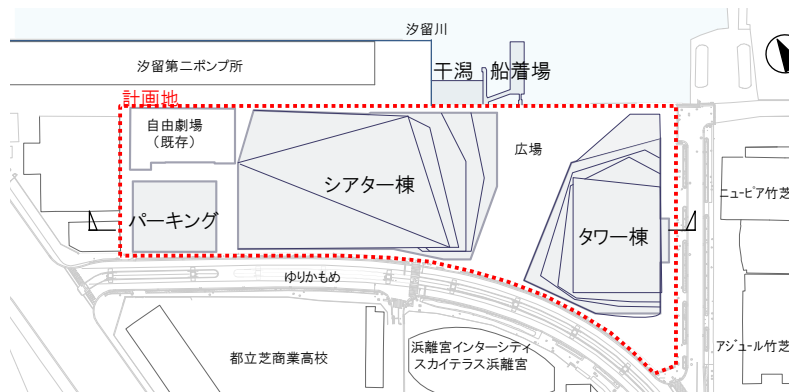 汐留川
汐留第二ポンプ所
干潟
船着場
計画地
自由劇場
（既存）
シアター棟
広場
ニューピア竹芝
パーキング
タワー棟
ゆりかもめ
都立芝商業高校
浜離宮インターシティ
スカイテラス浜離宮
アジュール竹芝